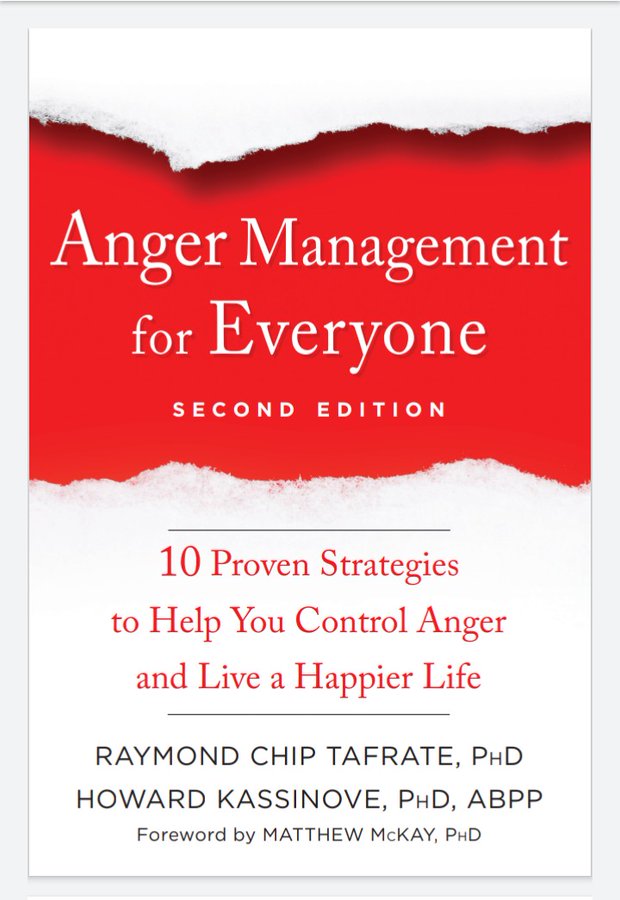 Anger Management
for Everyone
SECOND EDITION
10 Proven Strategies
to Help You Control Anger
and Live a Happier Life
RAYMOND CHIP TAFRATE, PHD
HOWARD KASSINOVE, PHD, ABPP
Foreword by MATTHEW MCKAY, PHD